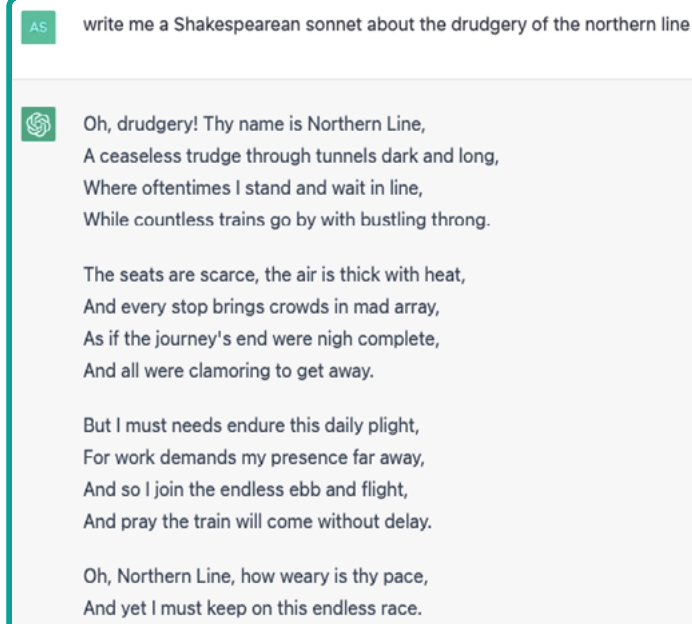 AS
write me a Shakespearean sonnet about the drudgery of the northern line
Oh, drudgery! Thy name is Northern Line,
A ceaseless trudge through tunnels dark and long,
Where oftentimes I stand and wait in line,
While countless trains go by with bustling throng.
The seats are scarce, the air is thick with heat,
And every stop brings crowds in mad array,
As if the journey's end were nigh complete,
And all were clamoring to get away.
But I must needs endure this daily plight,
For work demands my presence far away,
And so I join the endless ebb and flight,
And pray the train will come without delay.
Oh, Northern Line, how weary is thy pace,
And yet I must keep on this endless race.